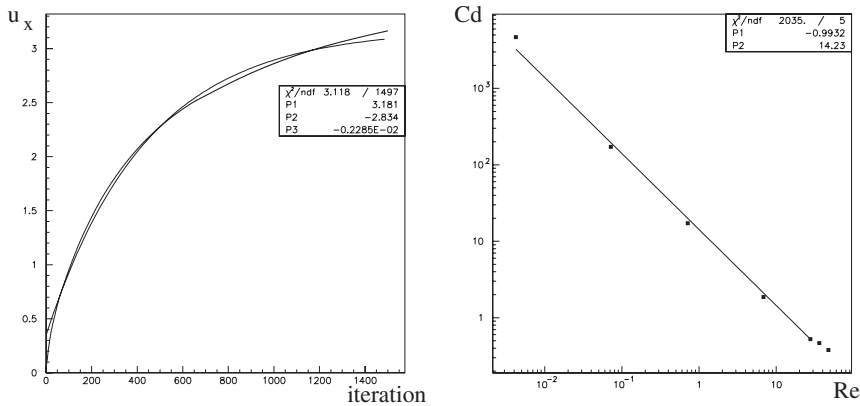 u_x
3
2.5
2
1.5
1
0.5
0
0 200 400 600 800 1000 1200 1400
iteration
χ²/ndf 3.118 / 1497
P1 3.181
P2 −2.834
P3 −0.2285E−02
Cd
10³
10²
10
1
10⁻² 10⁻¹ 1 10
Re
χ²/ndf 2035. / 5
P1 −0.9932
P2 14.23